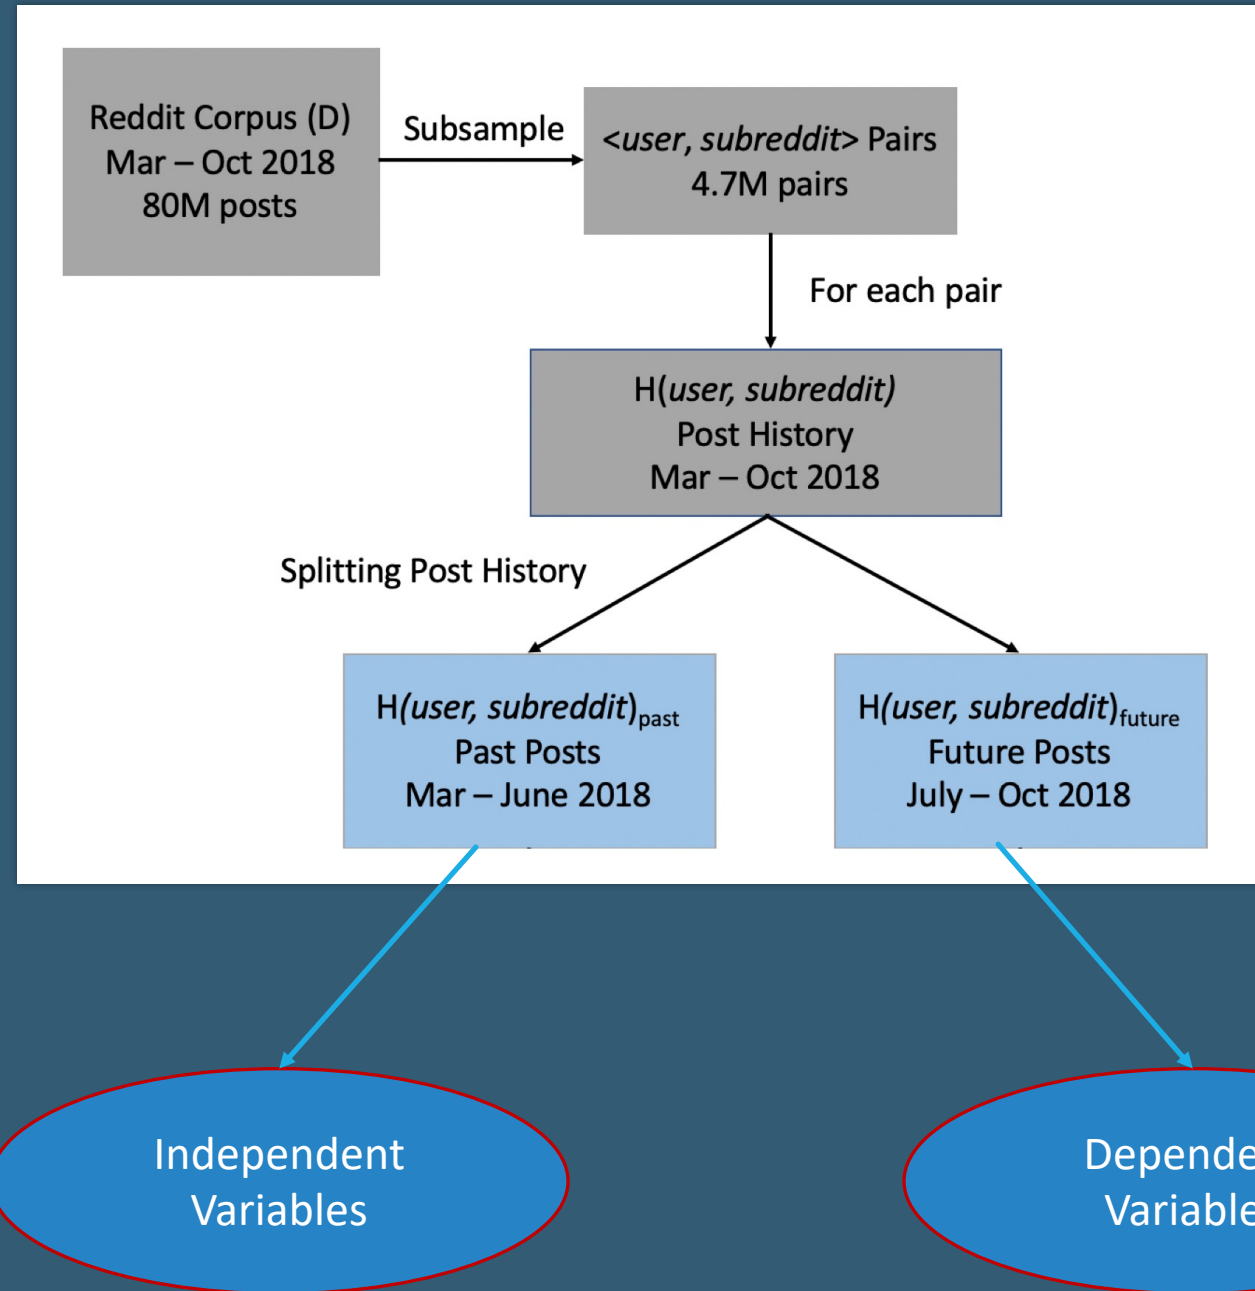 Reddit Corpus (D)
Mar – Oct 2018
80M posts
Subsample
<user, subreddit> Pairs
4.7M pairs
For each pair
H(user, subreddit)
Post History
Mar – Oct 2018
Splitting Post History
H(user, subreddit)past
Past Posts
Mar – June 2018
H(user, subreddit)future
Future Posts
July – Oct 2018
Independent
Variables